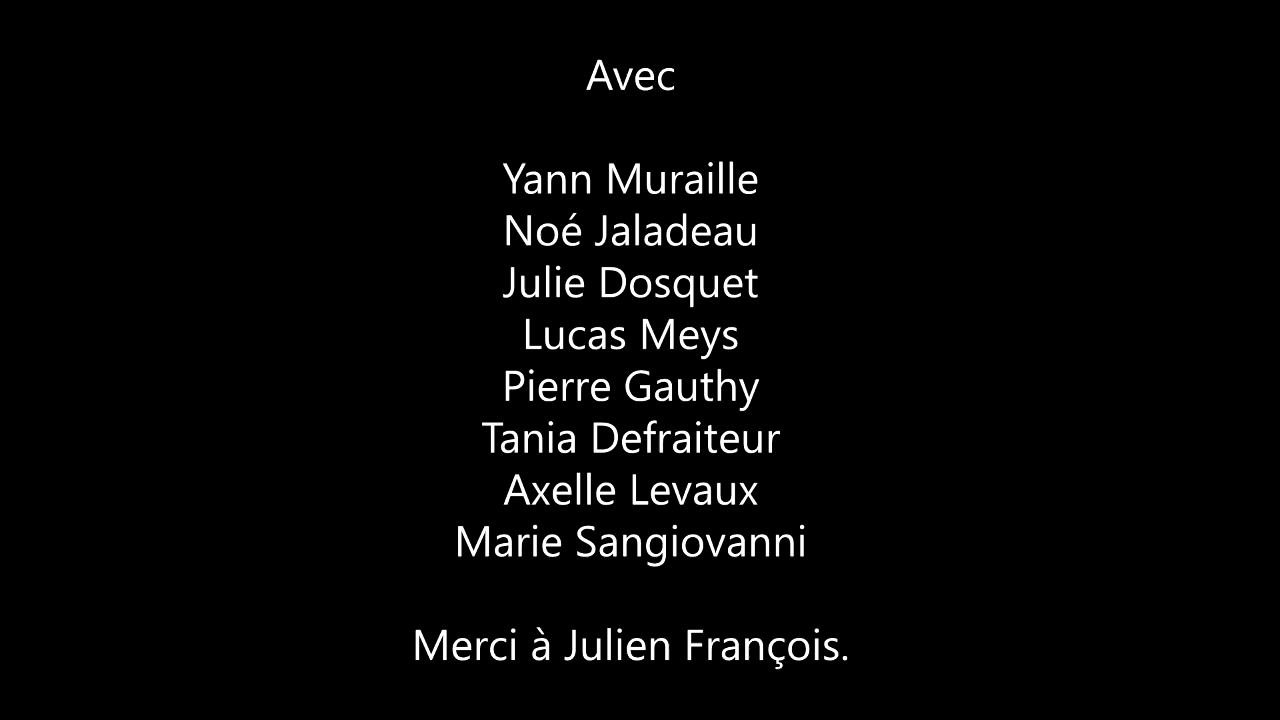 Avec
Yann Muraille
Noé Jaladeau
Julie Dosquet
Lucas Meys
Pierre Gauthy
Tania Defraiteur
Axelle Levaux
Marie Sangiovanni
Merci à Julien François.